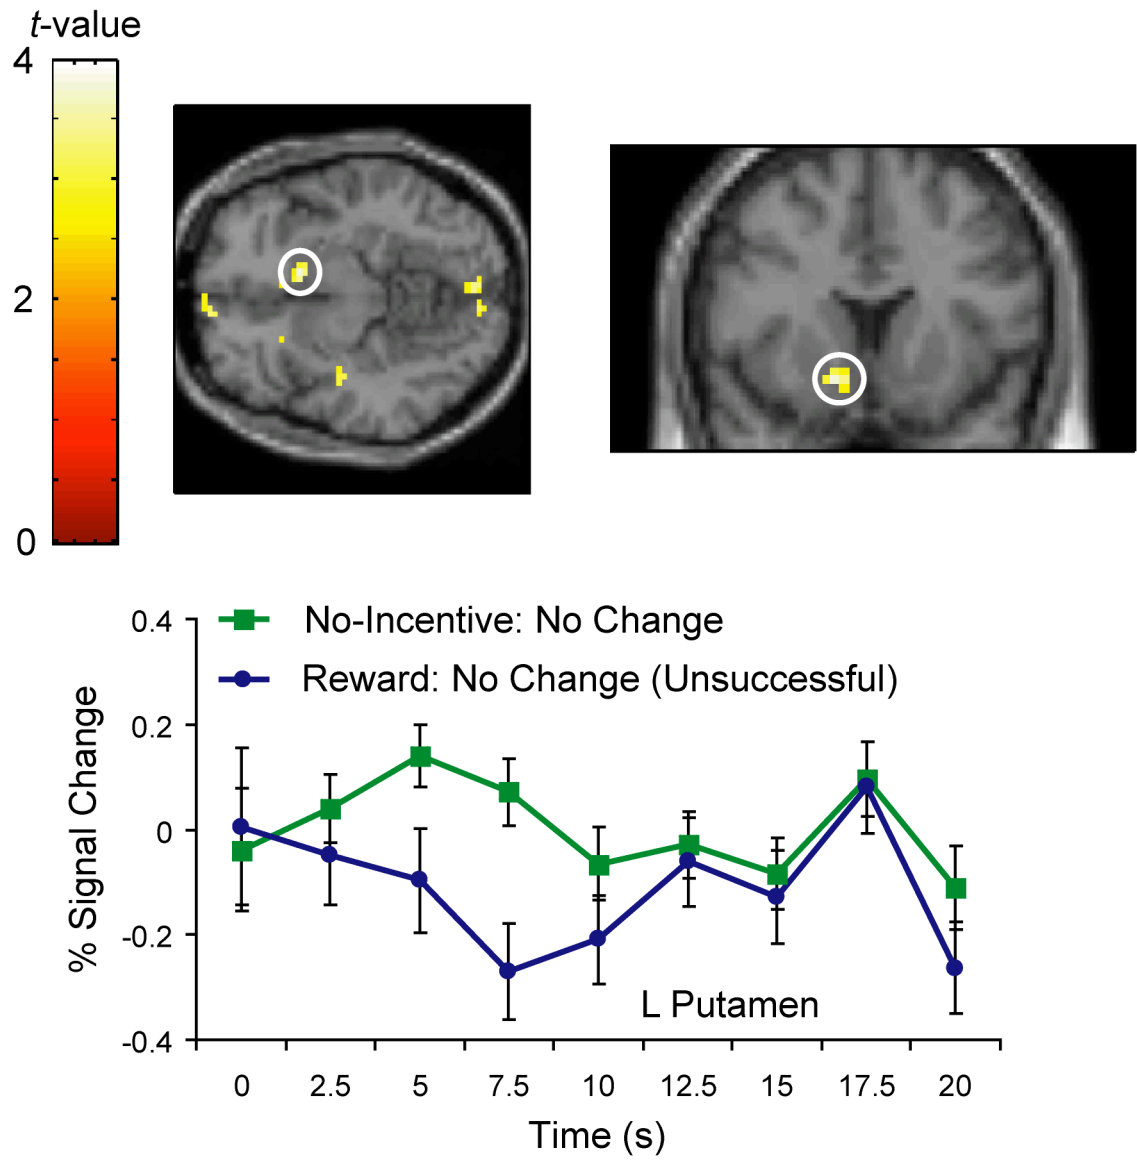 t-value
4
2
0
No-Incentive: No Change
Reward: No Change (Unsuccessful)
% Signal Change
0.4
0.2
0
-0.2
-0.4
L Putamen
0 2.5 5 7.5 10 12.5 15 17.5 20
Time (s)